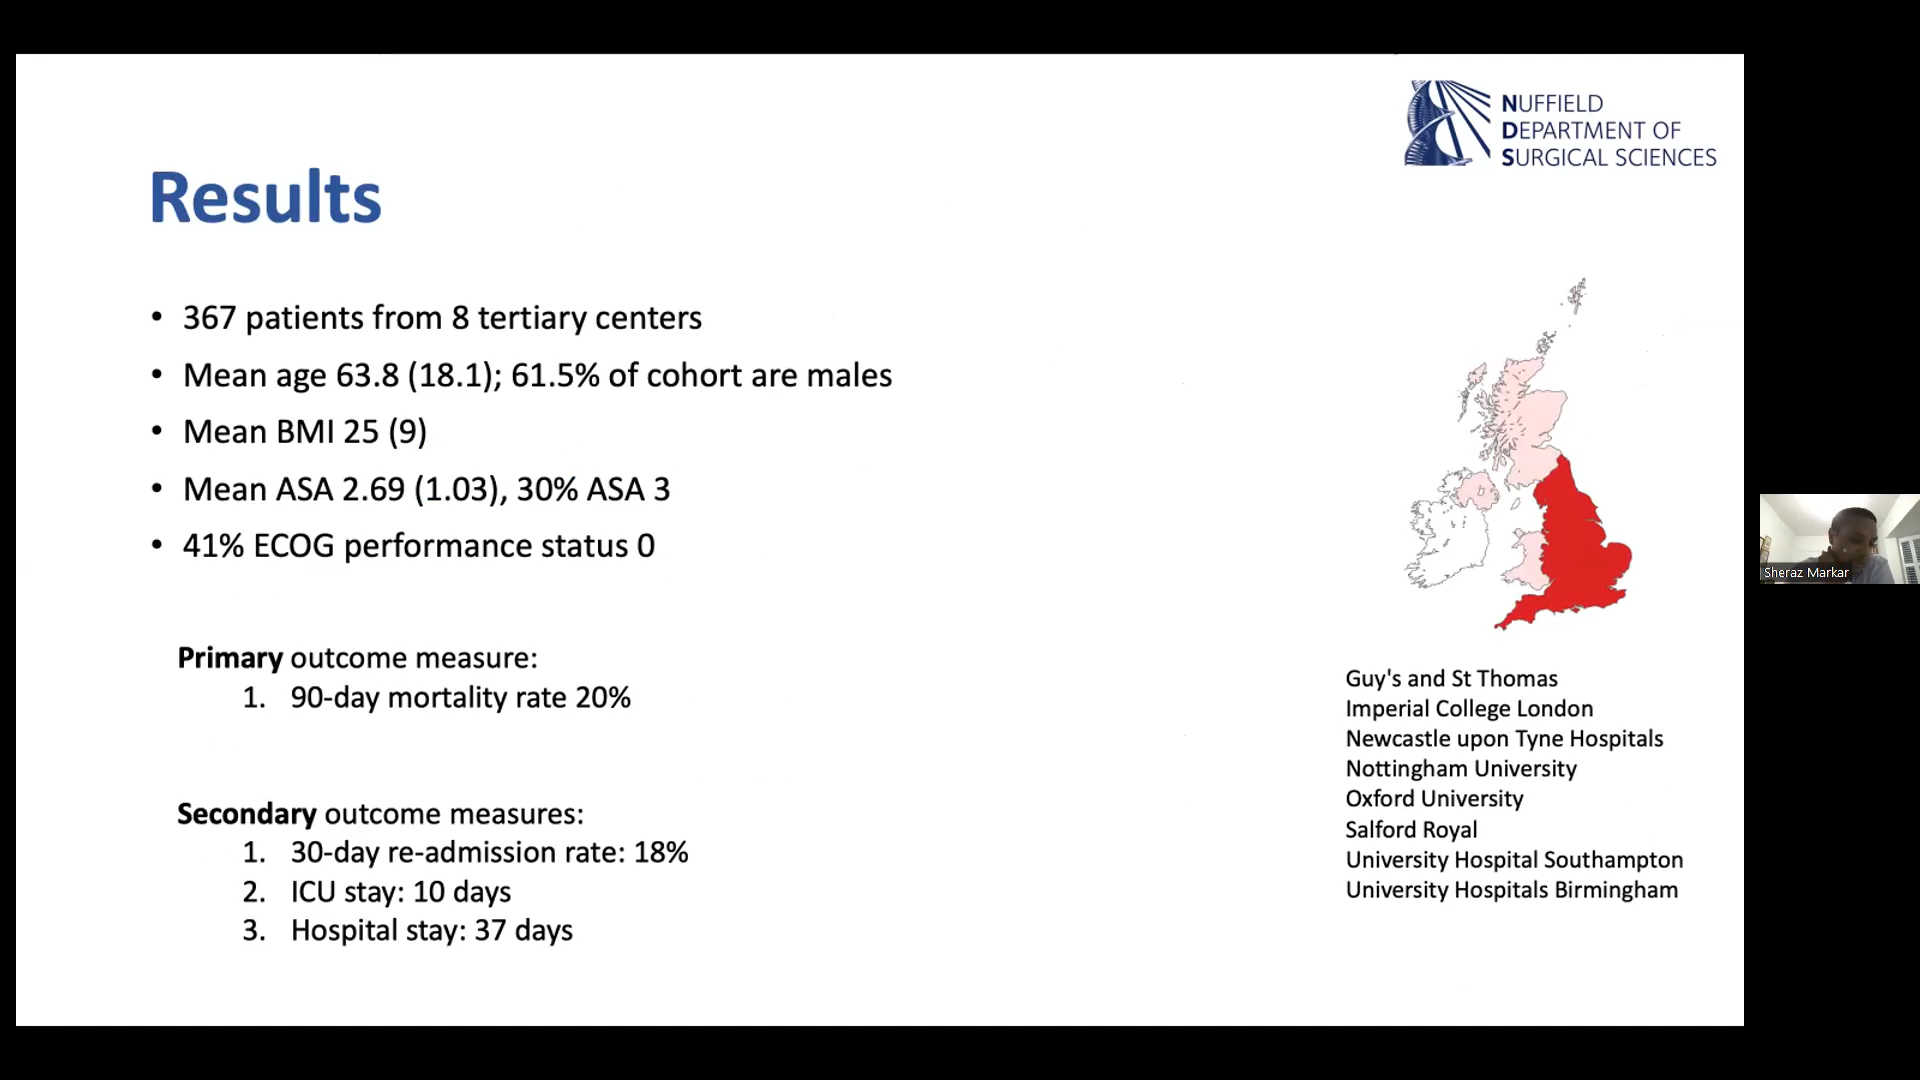 NUFFIELD
DEPARTMENT OF
SURGICAL SCIENCES
Results
• 367 patients from 8 tertiary centers
• Mean age 63.8 (18.1); 61.5% of cohort are males
• Mean BMI 25 (9)
• Mean ASA 2.69 (1.03), 30% ASA 3
• 41% ECOG performance status 0
Primary outcome measure:
1. 90-day mortality rate 20%
Secondary outcome measures:
1. 30-day re-admission rate: 18%
2. ICU stay: 10 days
3. Hospital stay: 37 days
Guy's and St Thomas
Imperial College London
Newcastle upon Tyne Hospitals
Nottingham University
Oxford University
Salford Royal
University Hospital Southampton
University Hospitals Birmingham
Sheraz Markar